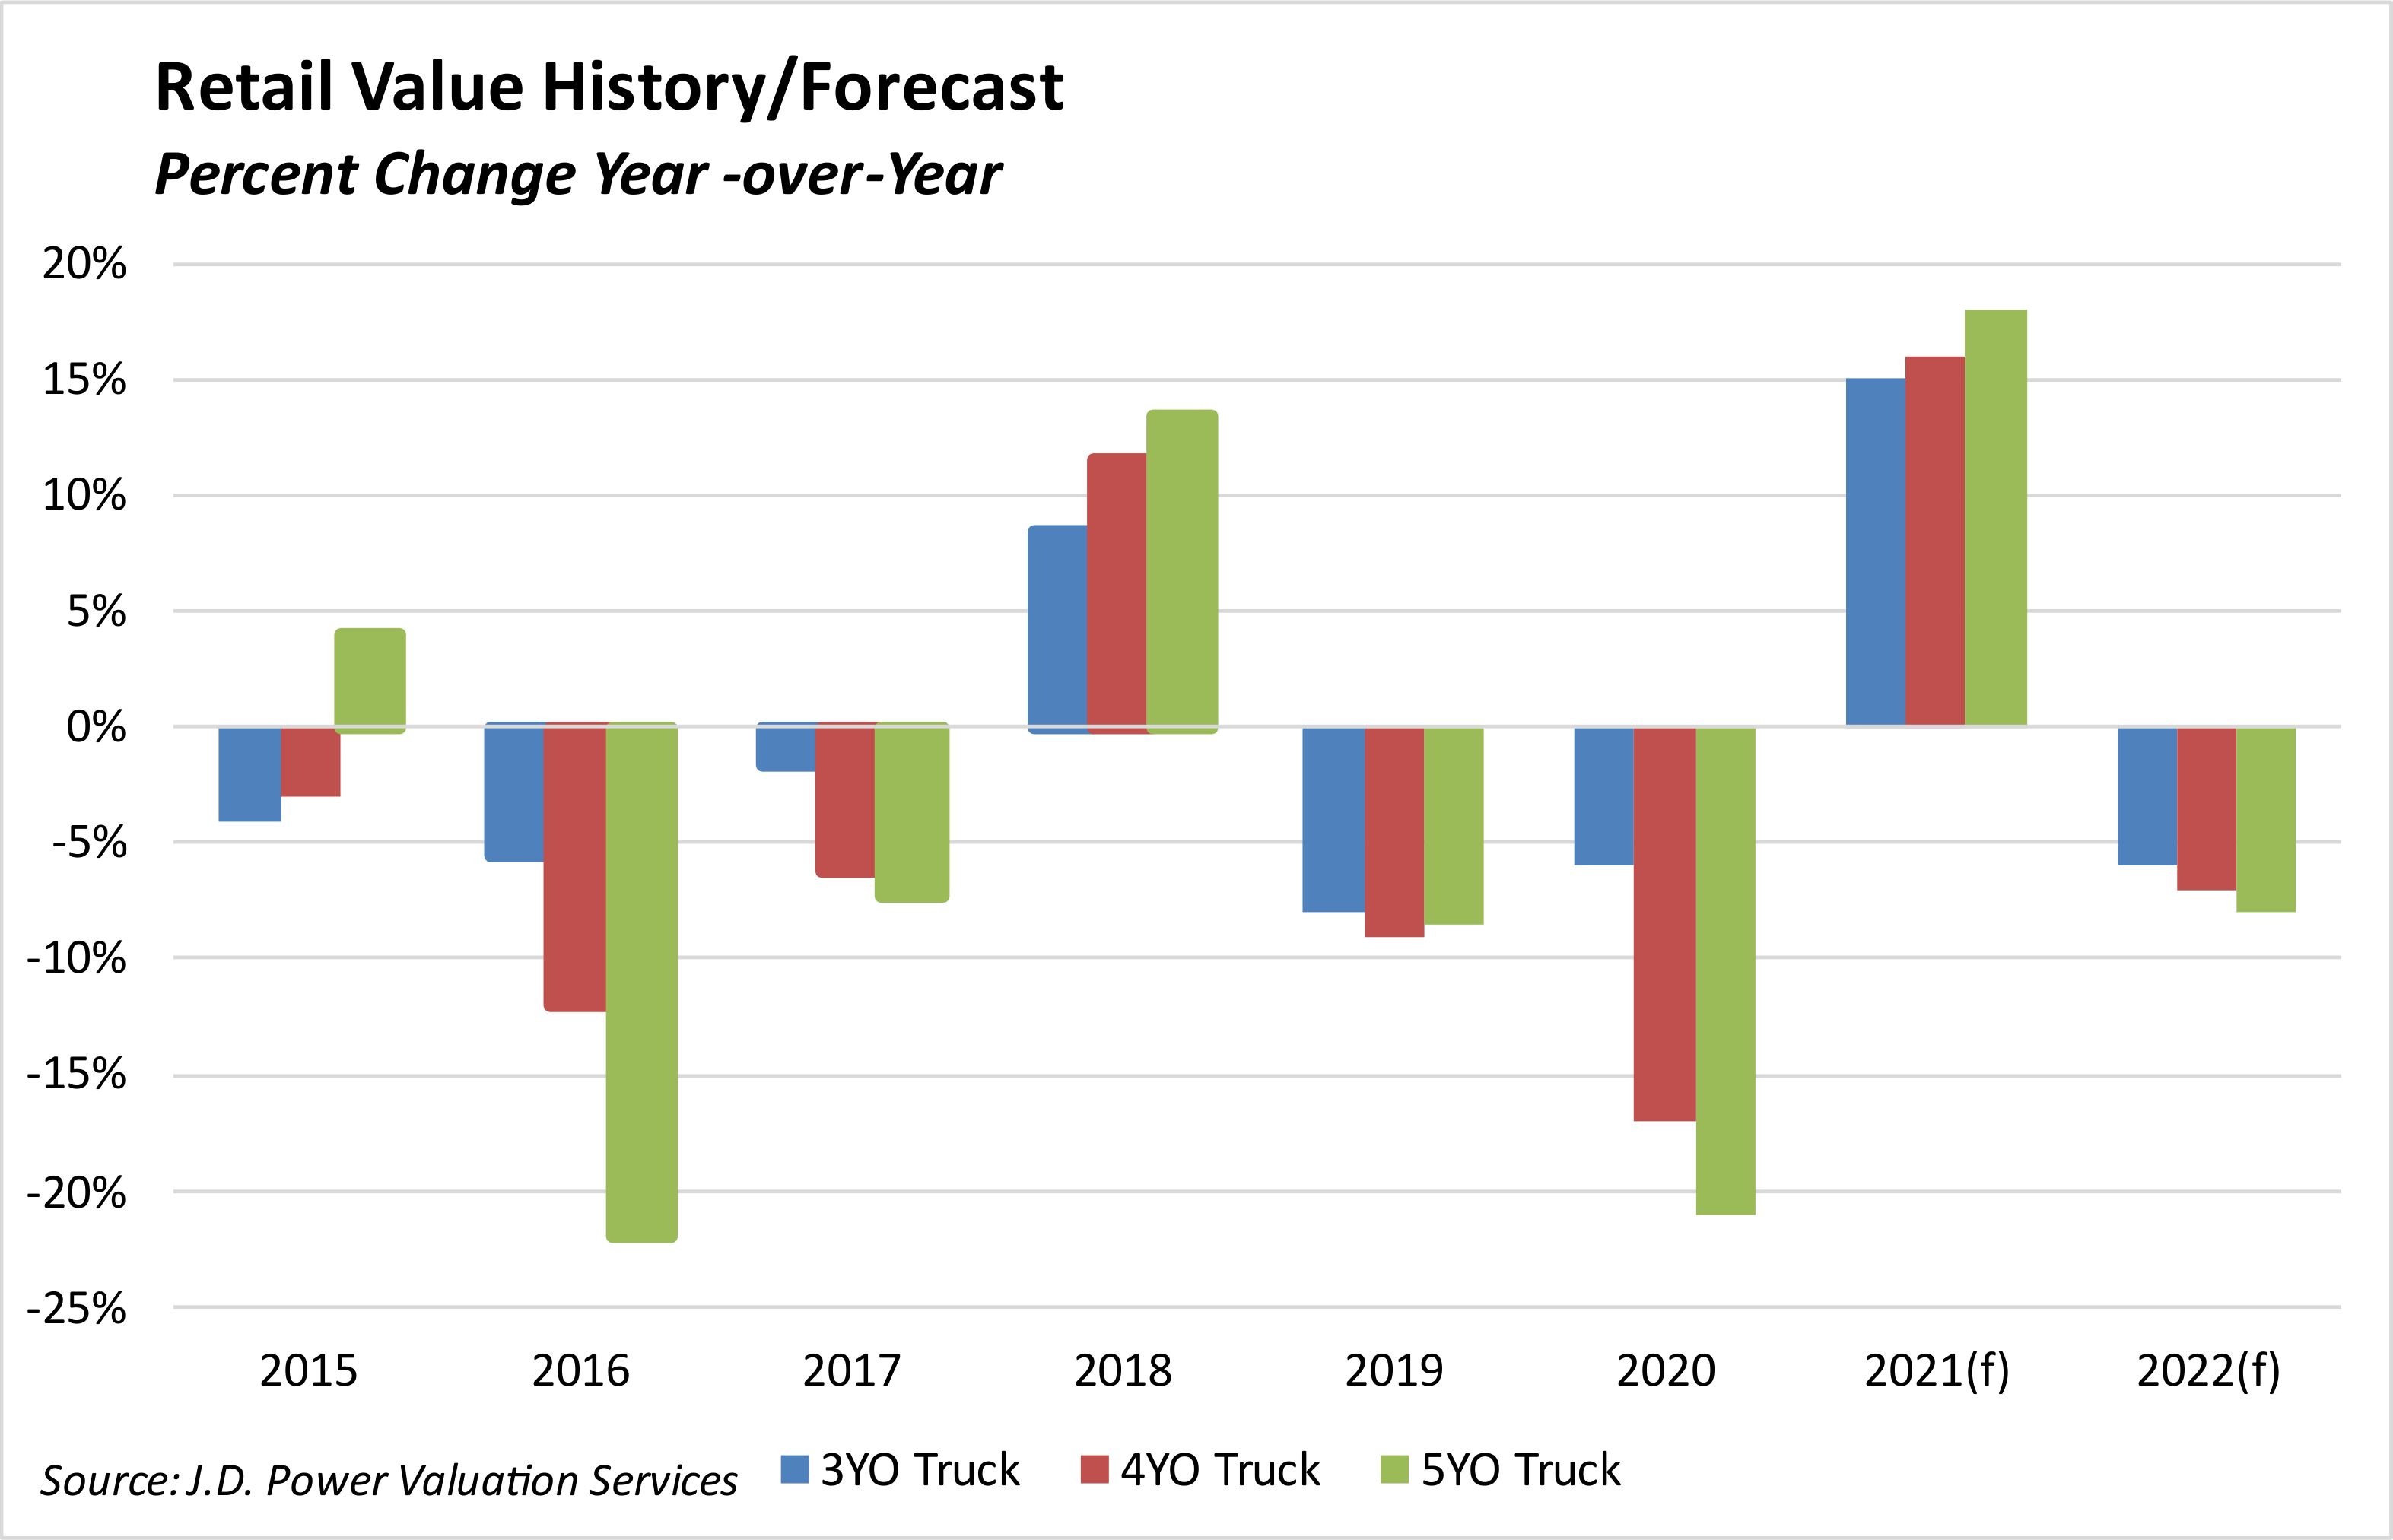 Retail Value History/Forecast
Percent Change Year -over-Year
20%
15%
10%
5%
0%
-5%
-10%
-15%
-20%
-25%
2015 2016 2017 2018 2019 2020 2021(f) 2022(f)
Source: J.D. Power Valuation Services 3YO Truck 4YO Truck 5YO Truck